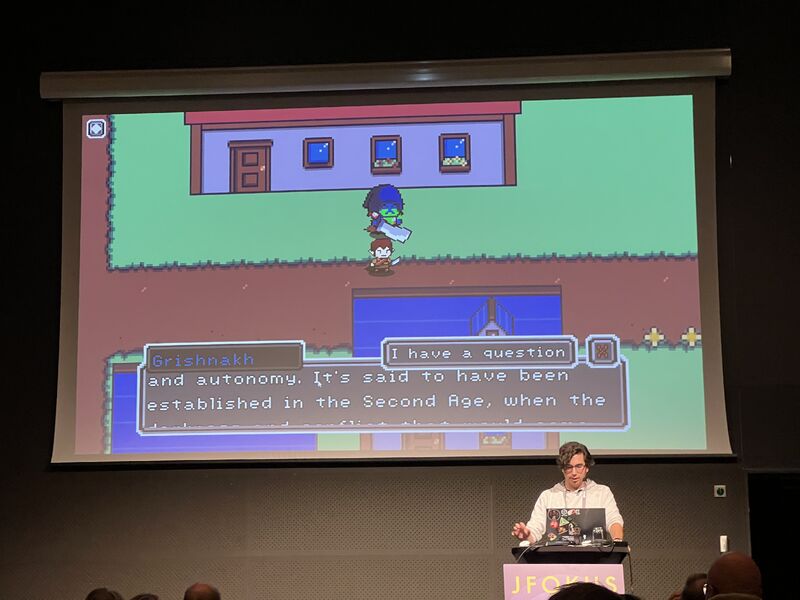 Grishnakh
I have a question
and autonomy. It's said to have been
established in the Second Age, when the
JFOKUS